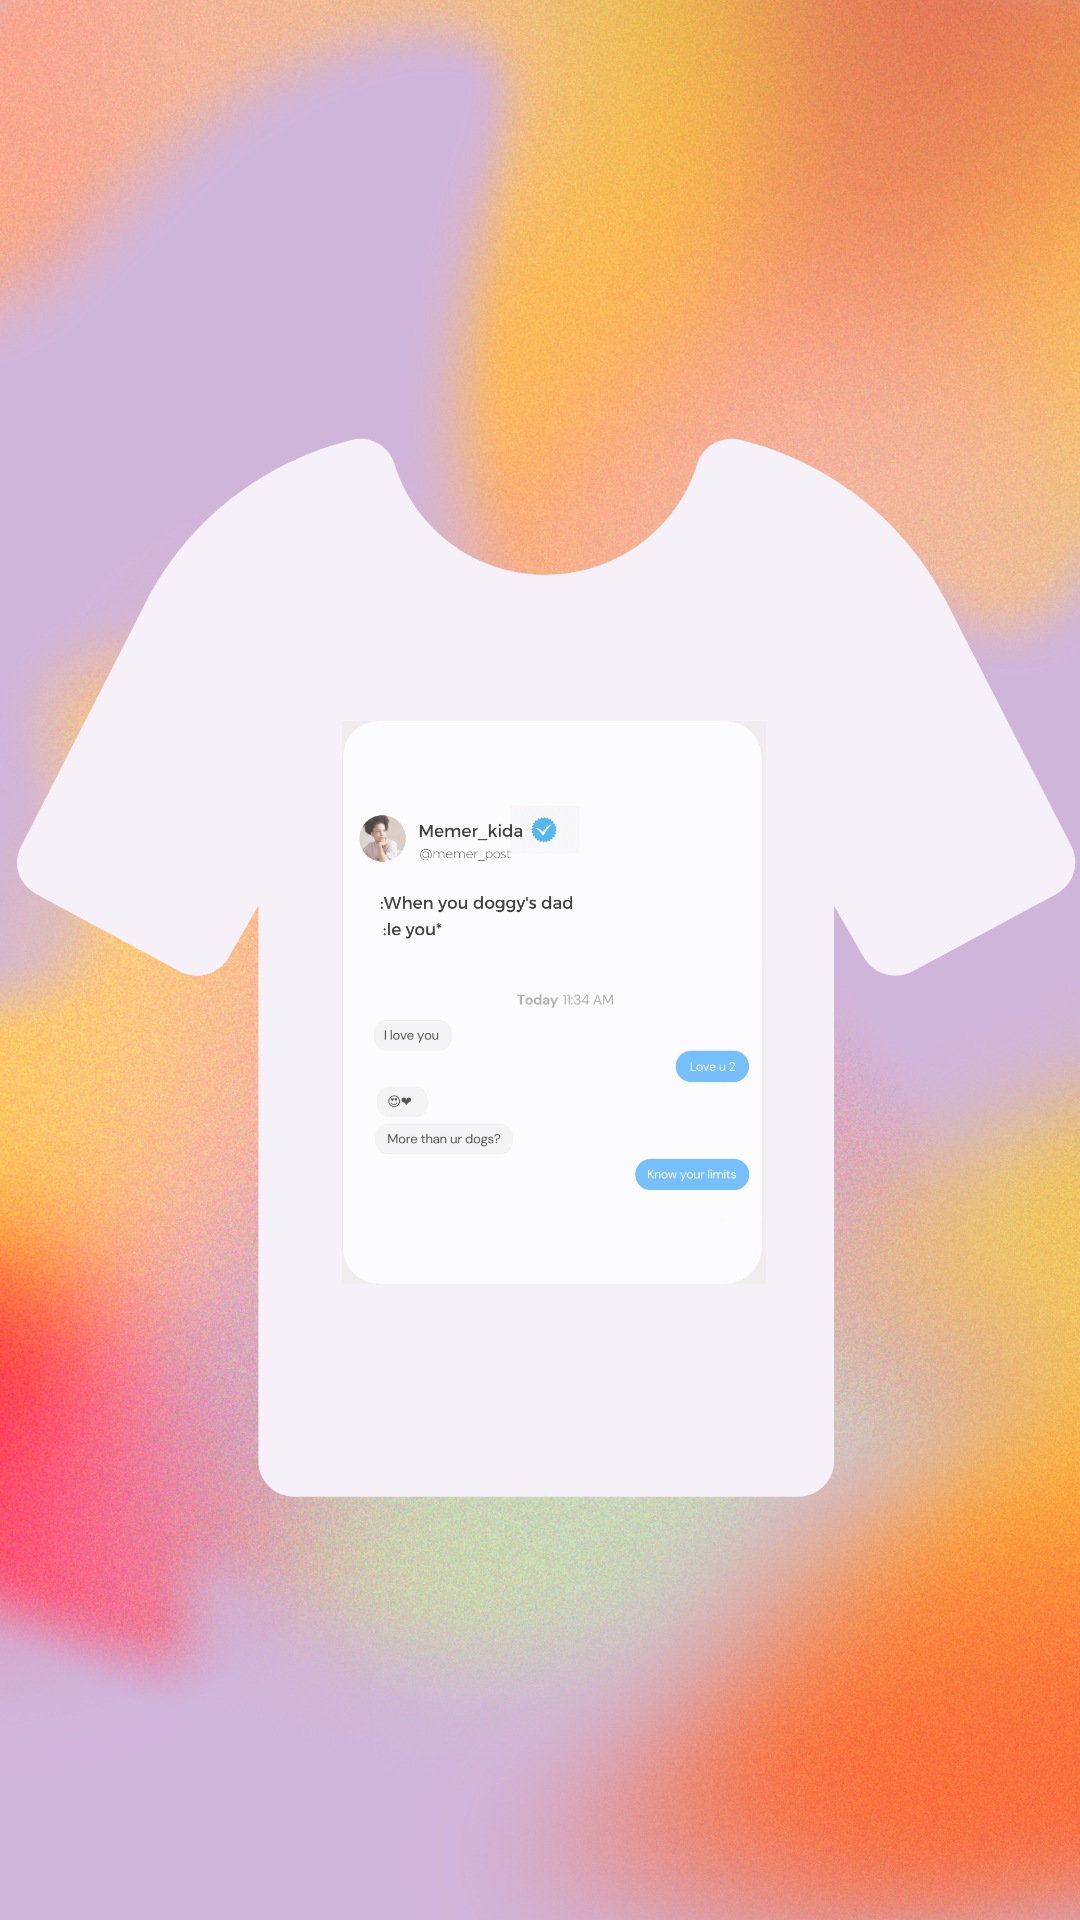 Memer_kida
@memer_post
:When you doggy's dad
:le you*
Today 11:34 AM
I love you
Love u 2
😍❤
More than ur dogs?
Know your limits